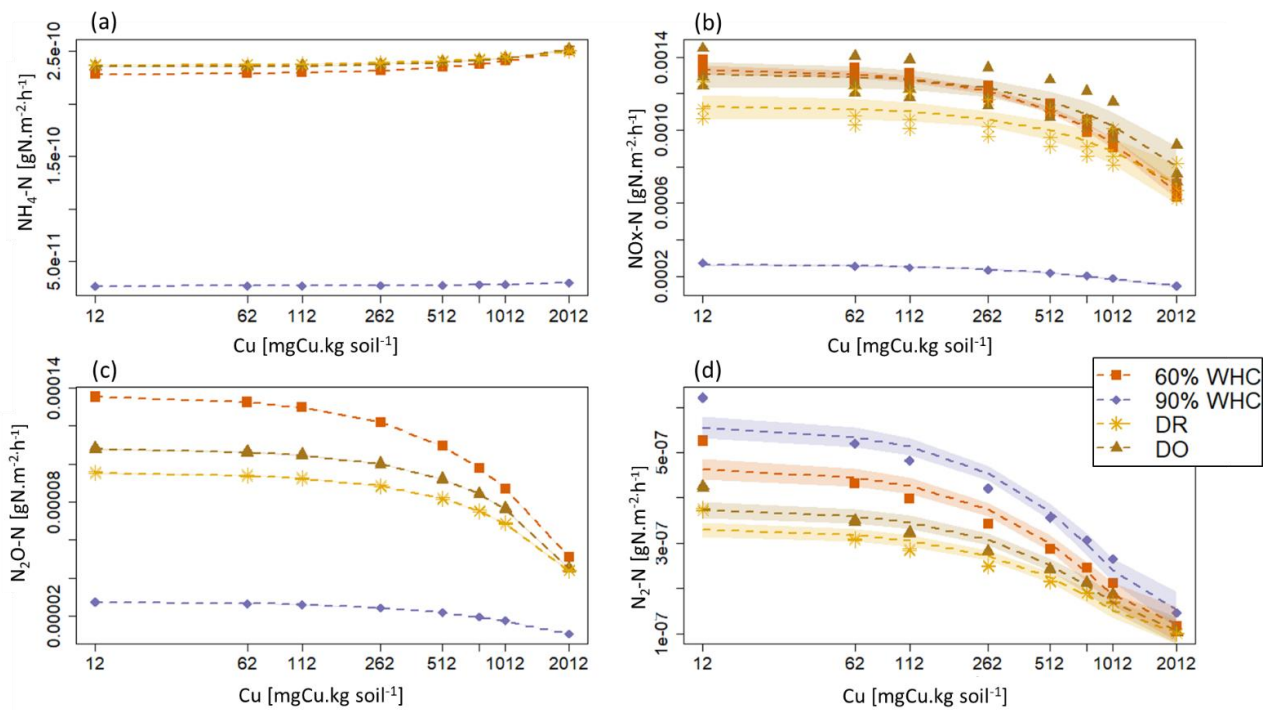 (a)
NH₄-N [gN.m⁻²·h⁻¹]
2.5e-10
1.5e-10
5.0e-11
12 62 112 262 512 1012 2012
Cu [mgCu.kg soil⁻¹]
(b)
NOx-N [gN.m⁻²·h⁻¹]
0.0014
0.0010
0.0006
0.0002
12 62 112 262 512 1012 2012
Cu [mgCu.kg soil⁻¹]
(c)
N₂O-N [gN.m⁻²·h⁻¹]
0.00014
0.00008
0.00002
12 62 112 262 512 1012 2012
Cu [mgCu.kg soil⁻¹]
(d)
N₂-N [gN.m⁻²·h⁻¹]
5e-07
3e-07
1e-07
12 62 112 262 512 1012 2012
Cu [mgCu.kg soil⁻¹]
60% WHC
90% WHC
DR
DO